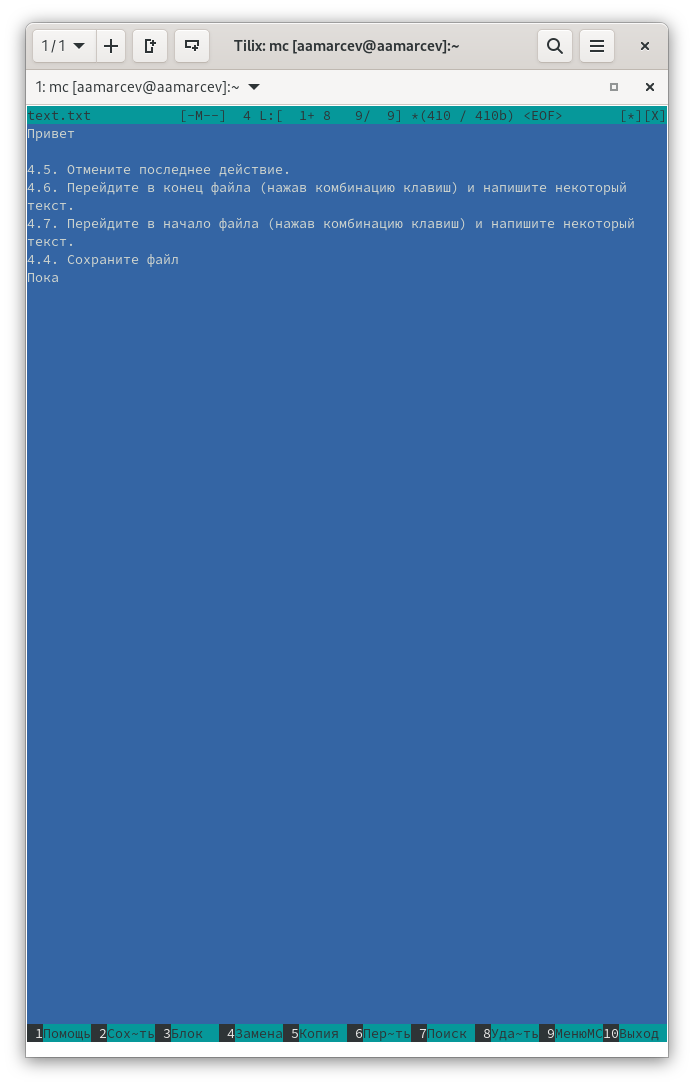 1 / 1 Tilix: mc [aamarcev@aamarcev]:~
1: mc [aamarcev@aamarcev]:~
text.txt [-M--] 4 L:[ 1+ 8 9/ 9] *(410 / 410b) <EOF> [*][X]
Привет
4.5. Отмените последнее действие.
4.6. Перейдите в конец файла (нажав комбинацию клавиш) и напишите некоторый
текст.
4.7. Перейдите в начало файла (нажав комбинацию клавиш) и напишите некоторый
текст.
4.4. Сохраните файл
Пока
1Помощь 2Сох~ть 3Блок 4Замена 5Копия 6Пер~ть 7Поиск 8Уда~ть 9МенюМС 10Выход